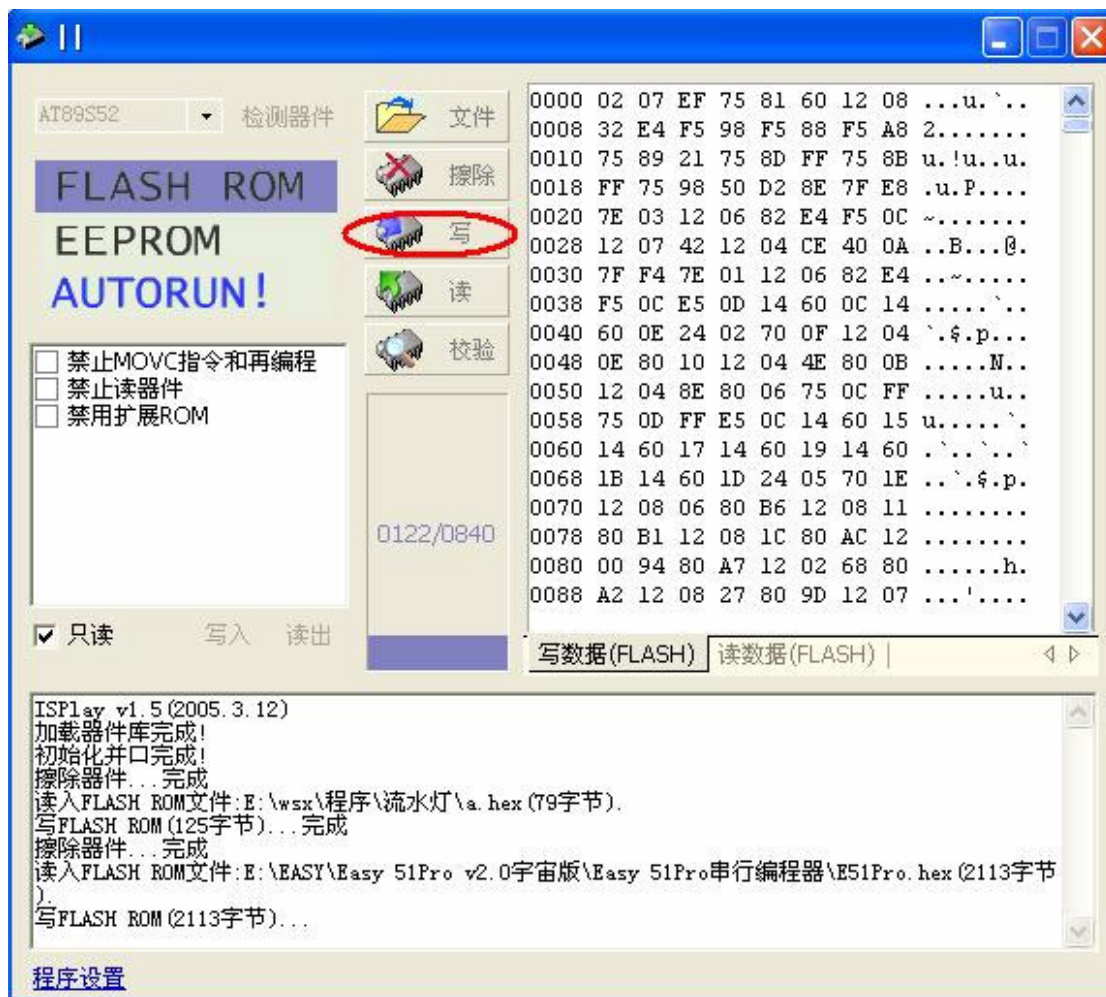 AT89S52 检测器件
FLASH ROM
EEPROM
AUTORUN!
禁止MOVC指令和再编程
禁止读器件
禁用扩展ROM
只读 写入 读出
文件
擦除
写
读
校验
0122/0840
0000 02 07 EF 75 81 60 12 08 ...u.`..
0008 32 E4 F5 98 F5 88 F5 A8 2.......
0010 75 89 21 75 8D FF 75 8B u.!u..u.
0018 FF 75 98 50 D2 8E 7F E8 .u.P....
0020 7E 03 12 06 82 E4 F5 0C ~.......
0028 12 07 42 12 04 CE 40 0A ..B...@.
0030 7F F4 7E 01 12 06 82 E4 ..~.....
0038 F5 0C E5 0D 14 60 0C 14 .....`..
0040 60 0E 24 02 70 0F 12 04 `.$.p...
0048 0E 80 10 12 04 4E 80 0B .....N..
0050 12 04 8E 80 06 75 0C FF .....u..
0058 75 0D FF E5 0C 14 60 15 u.....`.
0060 14 60 17 14 60 19 14 60 .`..`..`
0068 1B 14 60 1D 24 05 70 1E ..`.$.p.
0070 12 08 06 80 B6 12 08 11 ........
0078 80 B1 12 08 1C 80 AC 12 ........
0080 00 94 80 A7 12 02 68 80 ......h.
0088 A2 12 08 27 80 9D 12 07 ...'....
写数据(FLASH) 读数据(FLASH)
ISPlay v1.5(2005.3.12)
加载器件库完成!
初始化并口完成!
擦除器件...完成
读入FLASH ROM文件:E:\wsx\程序\流水灯\a.hex(79字节).
写FLASH ROM(125字节)...完成
擦除器件...完成
读入FLASH ROM文件:E:\EASY\Easy 51Pro v2.0宇宙版\Easy 51Pro串行编程器\E51Pro.hex(2113字节
).
写FLASH ROM(2113字节)...
程序设置